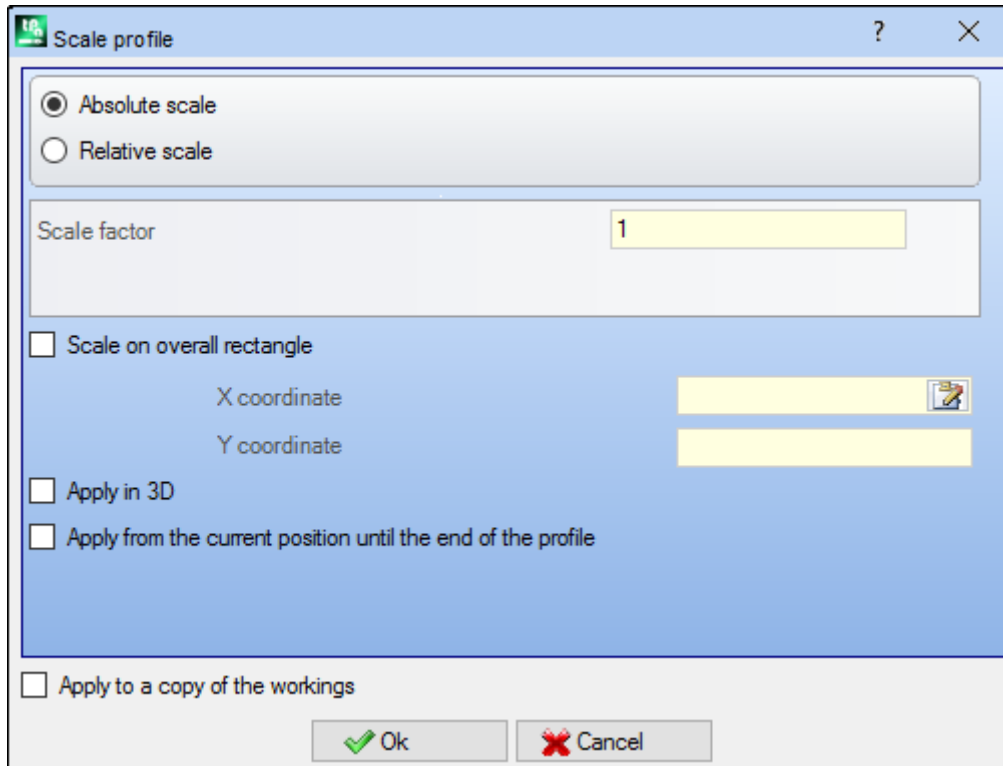 Scale profile
?
Absolute scale
Relative scale
Scale factor 1
Scale on overall rectangle
X coordinate
Y coordinate
Apply in 3D
Apply from the current position until the end of the profile
Apply to a copy of the workings
Ok Cancel